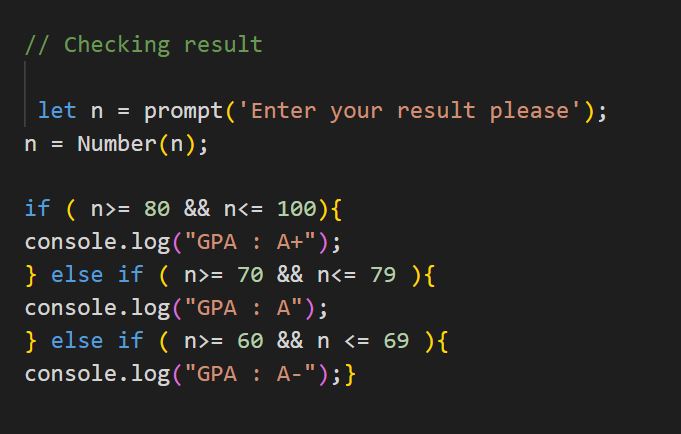 // Checking result
let n = prompt('Enter your result please');
n = Number(n);
if ( n>= 80 && n<= 100){
console.log("GPA : A+");
} else if ( n>= 70 && n<= 79 ){
console.log("GPA : A");
} else if ( n>= 60 && n <= 69 ){
console.log("GPA : A-");}